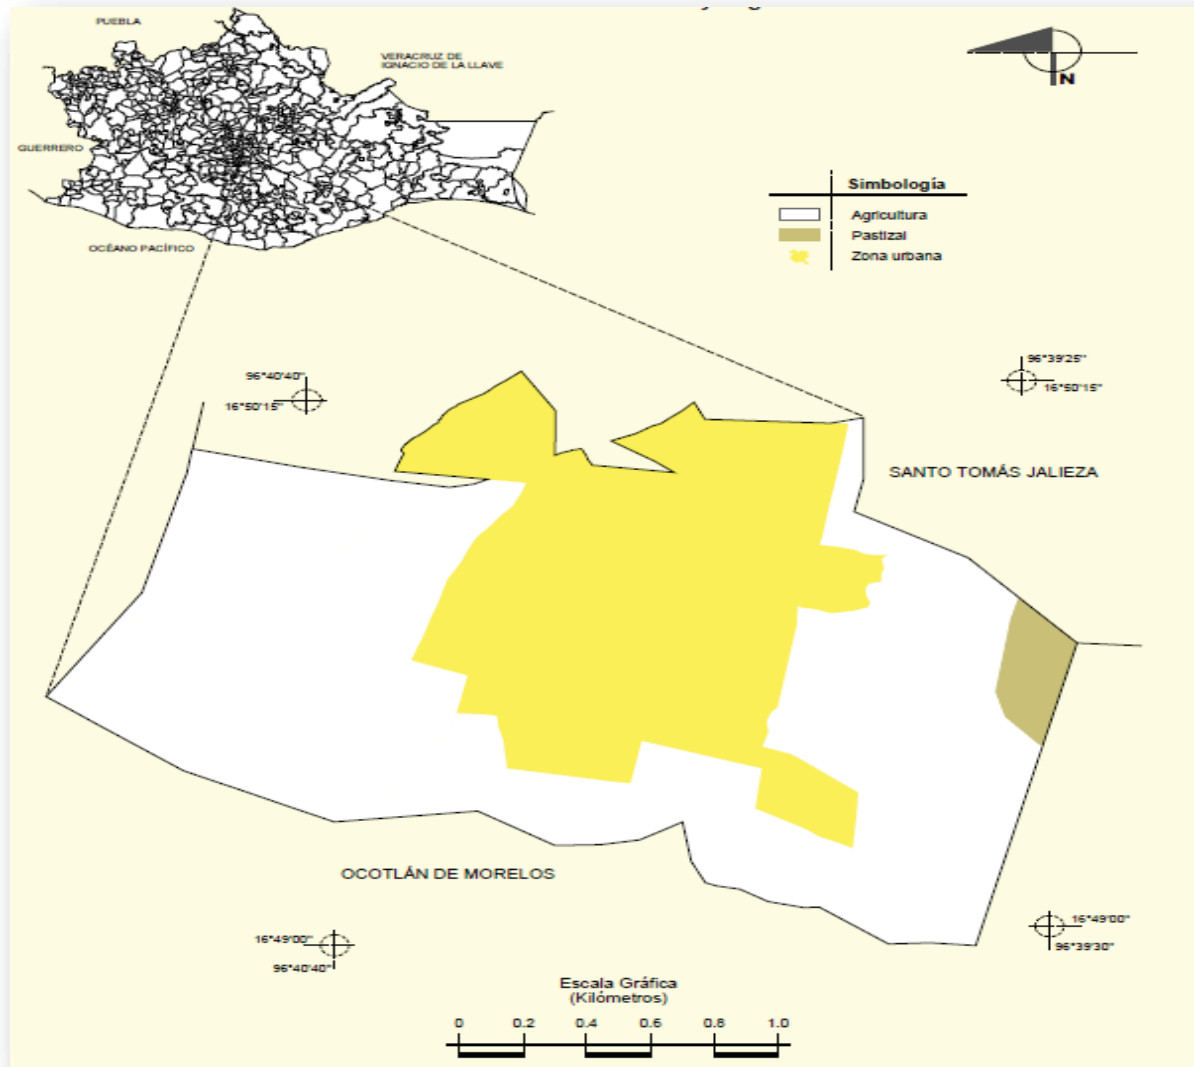 PUEBLA
VERACRUZ DE
IGNACIO DE LA LLAVE
GUERRERO
OCÉANO PACÍFICO
N
Simbología
Agricultura
Pastizal
Zona urbana
96°40'40"
16°50'15"
96°39'25"
16°50'15"
SANTO TOMÁS JALIEZA
OCOTLÁN DE MORELOS
16°49'00"
96°40'40"
16°49'00"
96°39'30"
Escala Gráfica
(Kilómetros)
0 0.2 0.4 0.6 0.8 1.0